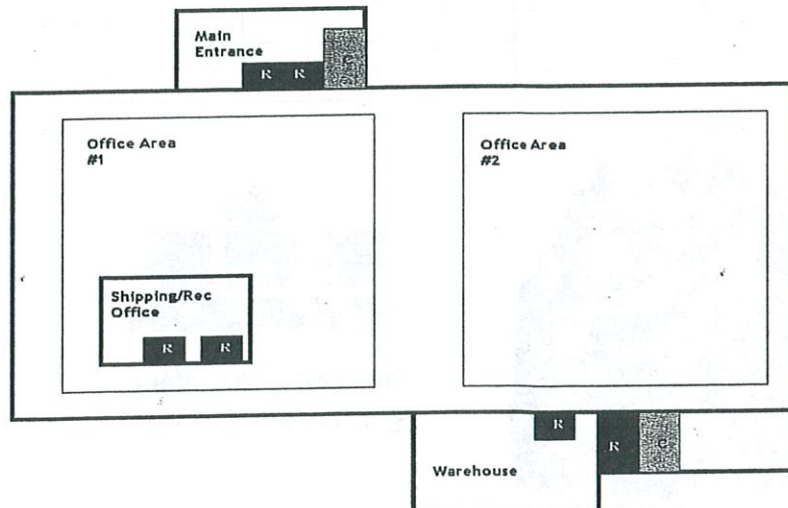 Main
Entrance
R R
C
Office Area
#1
Office Area
#2
Shipping/Rec
Office
R R
R
R
C
Warehouse